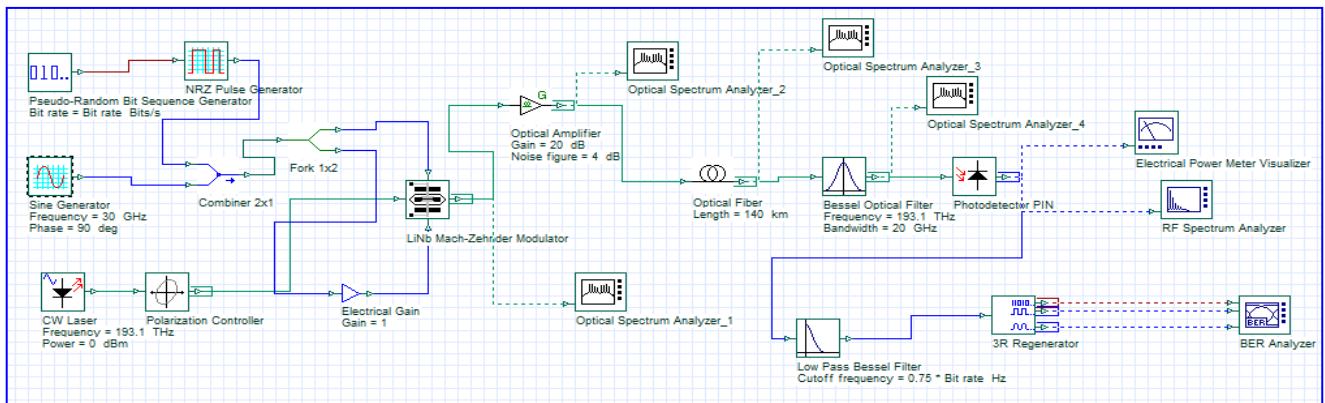 010..
NRZ Pulse Generator
Pseudo-Random Bit Sequence Generator
Bit rate = Bit rate  Bits/s
Sine Generator
Frequency = 30  GHz
Phase = 90  deg
Combiner 2x1
Fork 1x2
CW Laser
Frequency = 193.1  THz
Power = 0  dBm
Polarization Controller
Electrical Gain
Gain = 1
LiNb Mach-Zehnder Modulator
G
Optical Amplifier
Gain = 20  dB
Noise figure = 4  dB
Optical Spectrum Analyzer_2
Optical Spectrum Analyzer_1
Optical Fiber
Length = 140  km
Optical Spectrum Analyzer_3
Optical Spectrum Analyzer_4
Bessel Optical Filter
Frequency = 193.1  THz
Bandwidth = 20  GHz
Photodetector PIN
Electrical Power Meter Visualizer
RF Spectrum Analyzer
Low Pass Bessel Filter
Cutoff frequency = 0.75 * Bit rate  Hz
3R Regenerator
BER
BER Analyzer